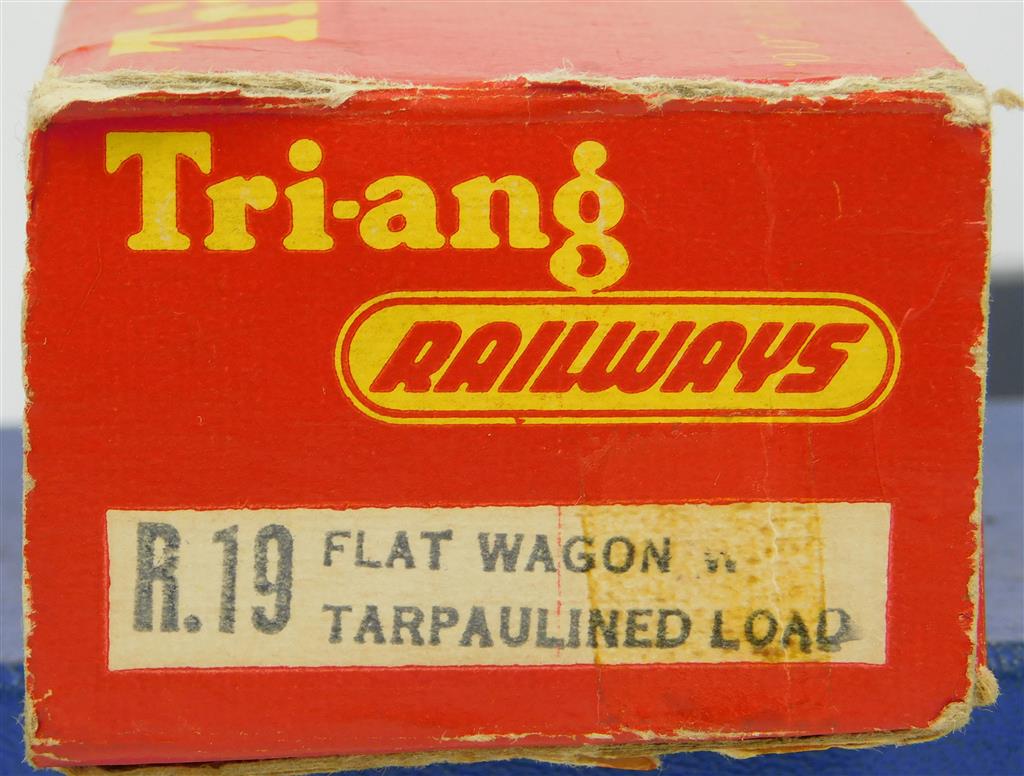 Tri-ang
RAILWAYS
R.19 FLAT WAGON
TARPAULINED LOAD